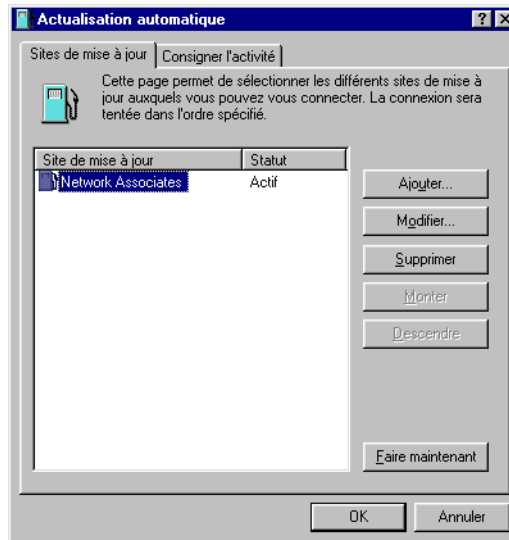 Actualisation automatique
Sites de mise à jour
Consigner l'activité
Cette page permet de sélectionner les différents sites de mise à
jour auxquels vous pouvez vous connecter. La connexion sera
tentée dans l'ordre spécifié.
Site de mise à jour Statut
Network Associates Actif
Ajouter...
Modifier...
Supprimer
Monter
Descendre
Faire maintenant
OK Annuler